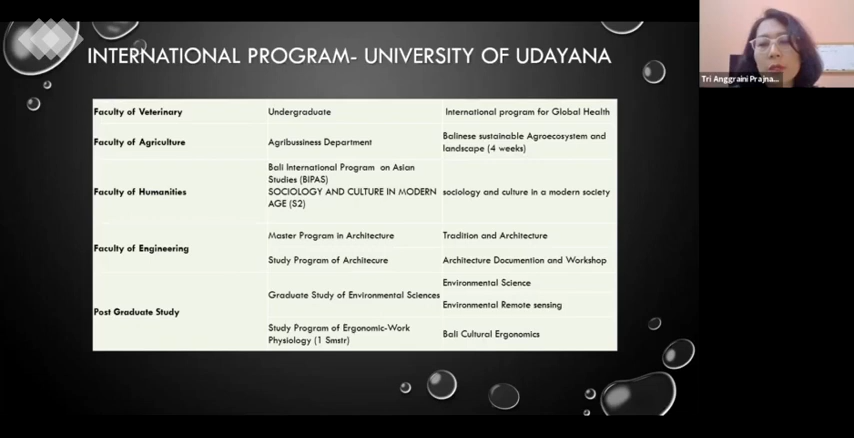 INTERNATIONAL PROGRAM- UNIVERSITY OF UDAYANA
Tri Anggraini Prajna...
Faculty of Veterinary
Undergraduate
International program for Global Health
Faculty of Agriculture
Agribussiness Department
Balinese sustainable Agroecosystem and
landscape (4 weeks)
Faculty of Humanities
Bali International Program on Asian
Studies (BIPAS)
SOCIOLOGY AND CULTURE IN MODERN
AGE (S2)
sociology and culture in a modern society
Faculty of Engineering
Master Program in Architecture
Tradition and Architecture
Study Program of Architecure
Architecture Documention and Workshop
Post Graduate Study
Graduate Study of Environmental Sciences
Environmental Science
Environmental Remote sensing
Study Program of Ergonomic-Work
Physiology (1 Smstr)
Bali Cultural Ergonomics